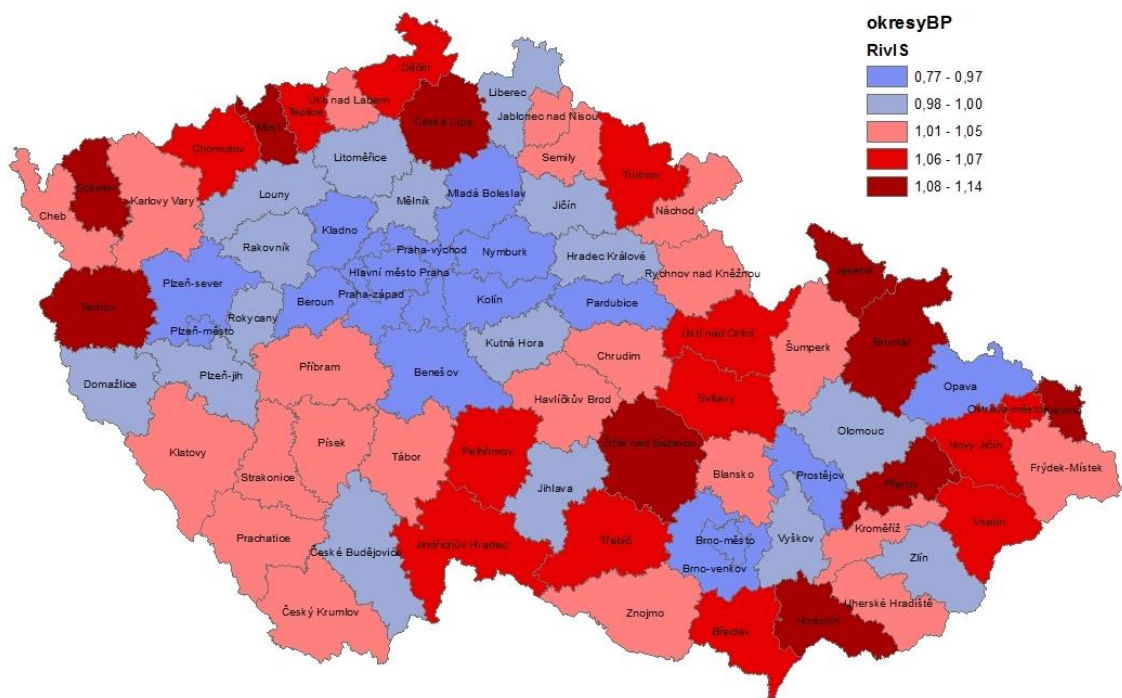 okresyBP
RivIS
0,77 - 0,97
0,98 - 1,00
1,01 - 1,05
1,06 - 1,07
1,08 - 1,14
Děčín
Liberec
Ústí nad Labem
Teplice
Most
Česká Lípa
Jablonec nad Nisou
Chomutov
Litoměřice
Semily
Trutnov
Sokolov
Karlovy Vary
Louny
Mělník
Mladá Boleslav
Jičín
Náchod
Cheb
Kladno
Rakovník
Praha-východ
Nymburk
Hradec Králové
Hlavní město Praha
Rychnov nad Kněžnou
Jeseník
Plzeň-sever
Tachov
Beroun
Praha-západ
Kolín
Pardubice
Rokycany
Plzeň-město
Ústí nad Orlicí
Šumperk
Bruntál
Kutná Hora
Chrudim
Příbram
Benešov
Plzeň-jih
Domažlice
Opava
Havlíčkův Brod
Svitavy
Ostrava-město
Karviná
Olomouc
Klatovy
Písek
Tábor
Pelhřimov
Žďár nad Sázavou
Nový Jičín
Frýdek-Místek
Strakonice
Blansko
Prostějov
Přerov
Jihlava
Vsetín
Kroměříž
Prachatice
České Budějovice
Jindřichův Hradec
Třebíč
Brno-město
Vyškov
Zlín
Brno-venkov
Český Krumlov
Znojmo
Uherské Hradiště
Hodonín
Břeclav